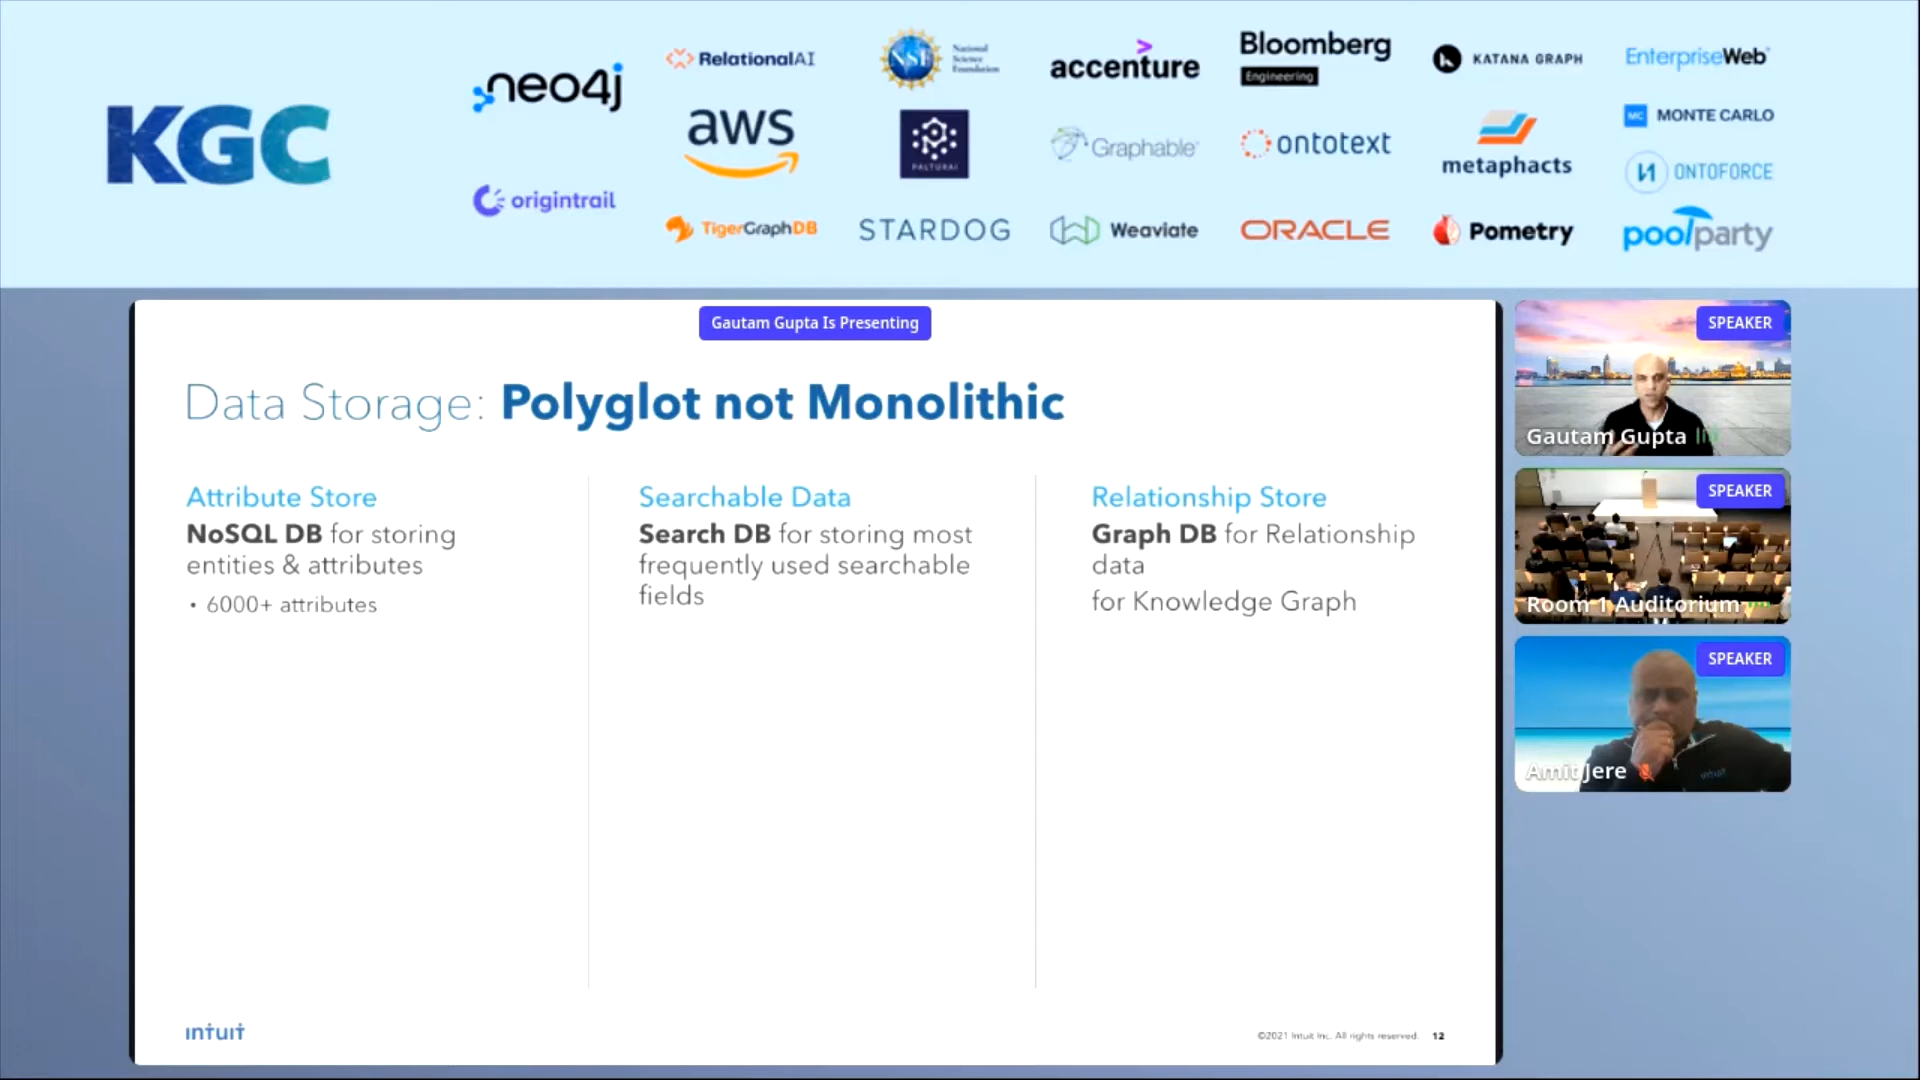 KGC
neo4j
origintrail
RelationalAI
aws
TigerGraphDB
NSF
National
Science
Foundation
PALTURAI
STARDOG
accenture
Graphable
Weaviate
Bloomberg
Engineering
ontotext
ORACLE
KATANA GRAPH
metaphacts
Pometry
EnterpriseWeb
MC MONTE CARLO
ONTOFORCE
poolparty
Gautam Gupta Is Presenting
Data Storage: Polyglot not Monolithic
Attribute Store
NoSQL DB for storing
entities & attributes
• 6000+ attributes
Searchable Data
Search DB for storing most
frequently used searchable
fields
Relationship Store
Graph DB for Relationship
data
for Knowledge Graph
intuit
©2021 Intuit Inc. All rights reserved. 12
SPEAKER
Gautam Gupta
SPEAKER
Room 1 Auditorium
SPEAKER
Amit Jere
intuit